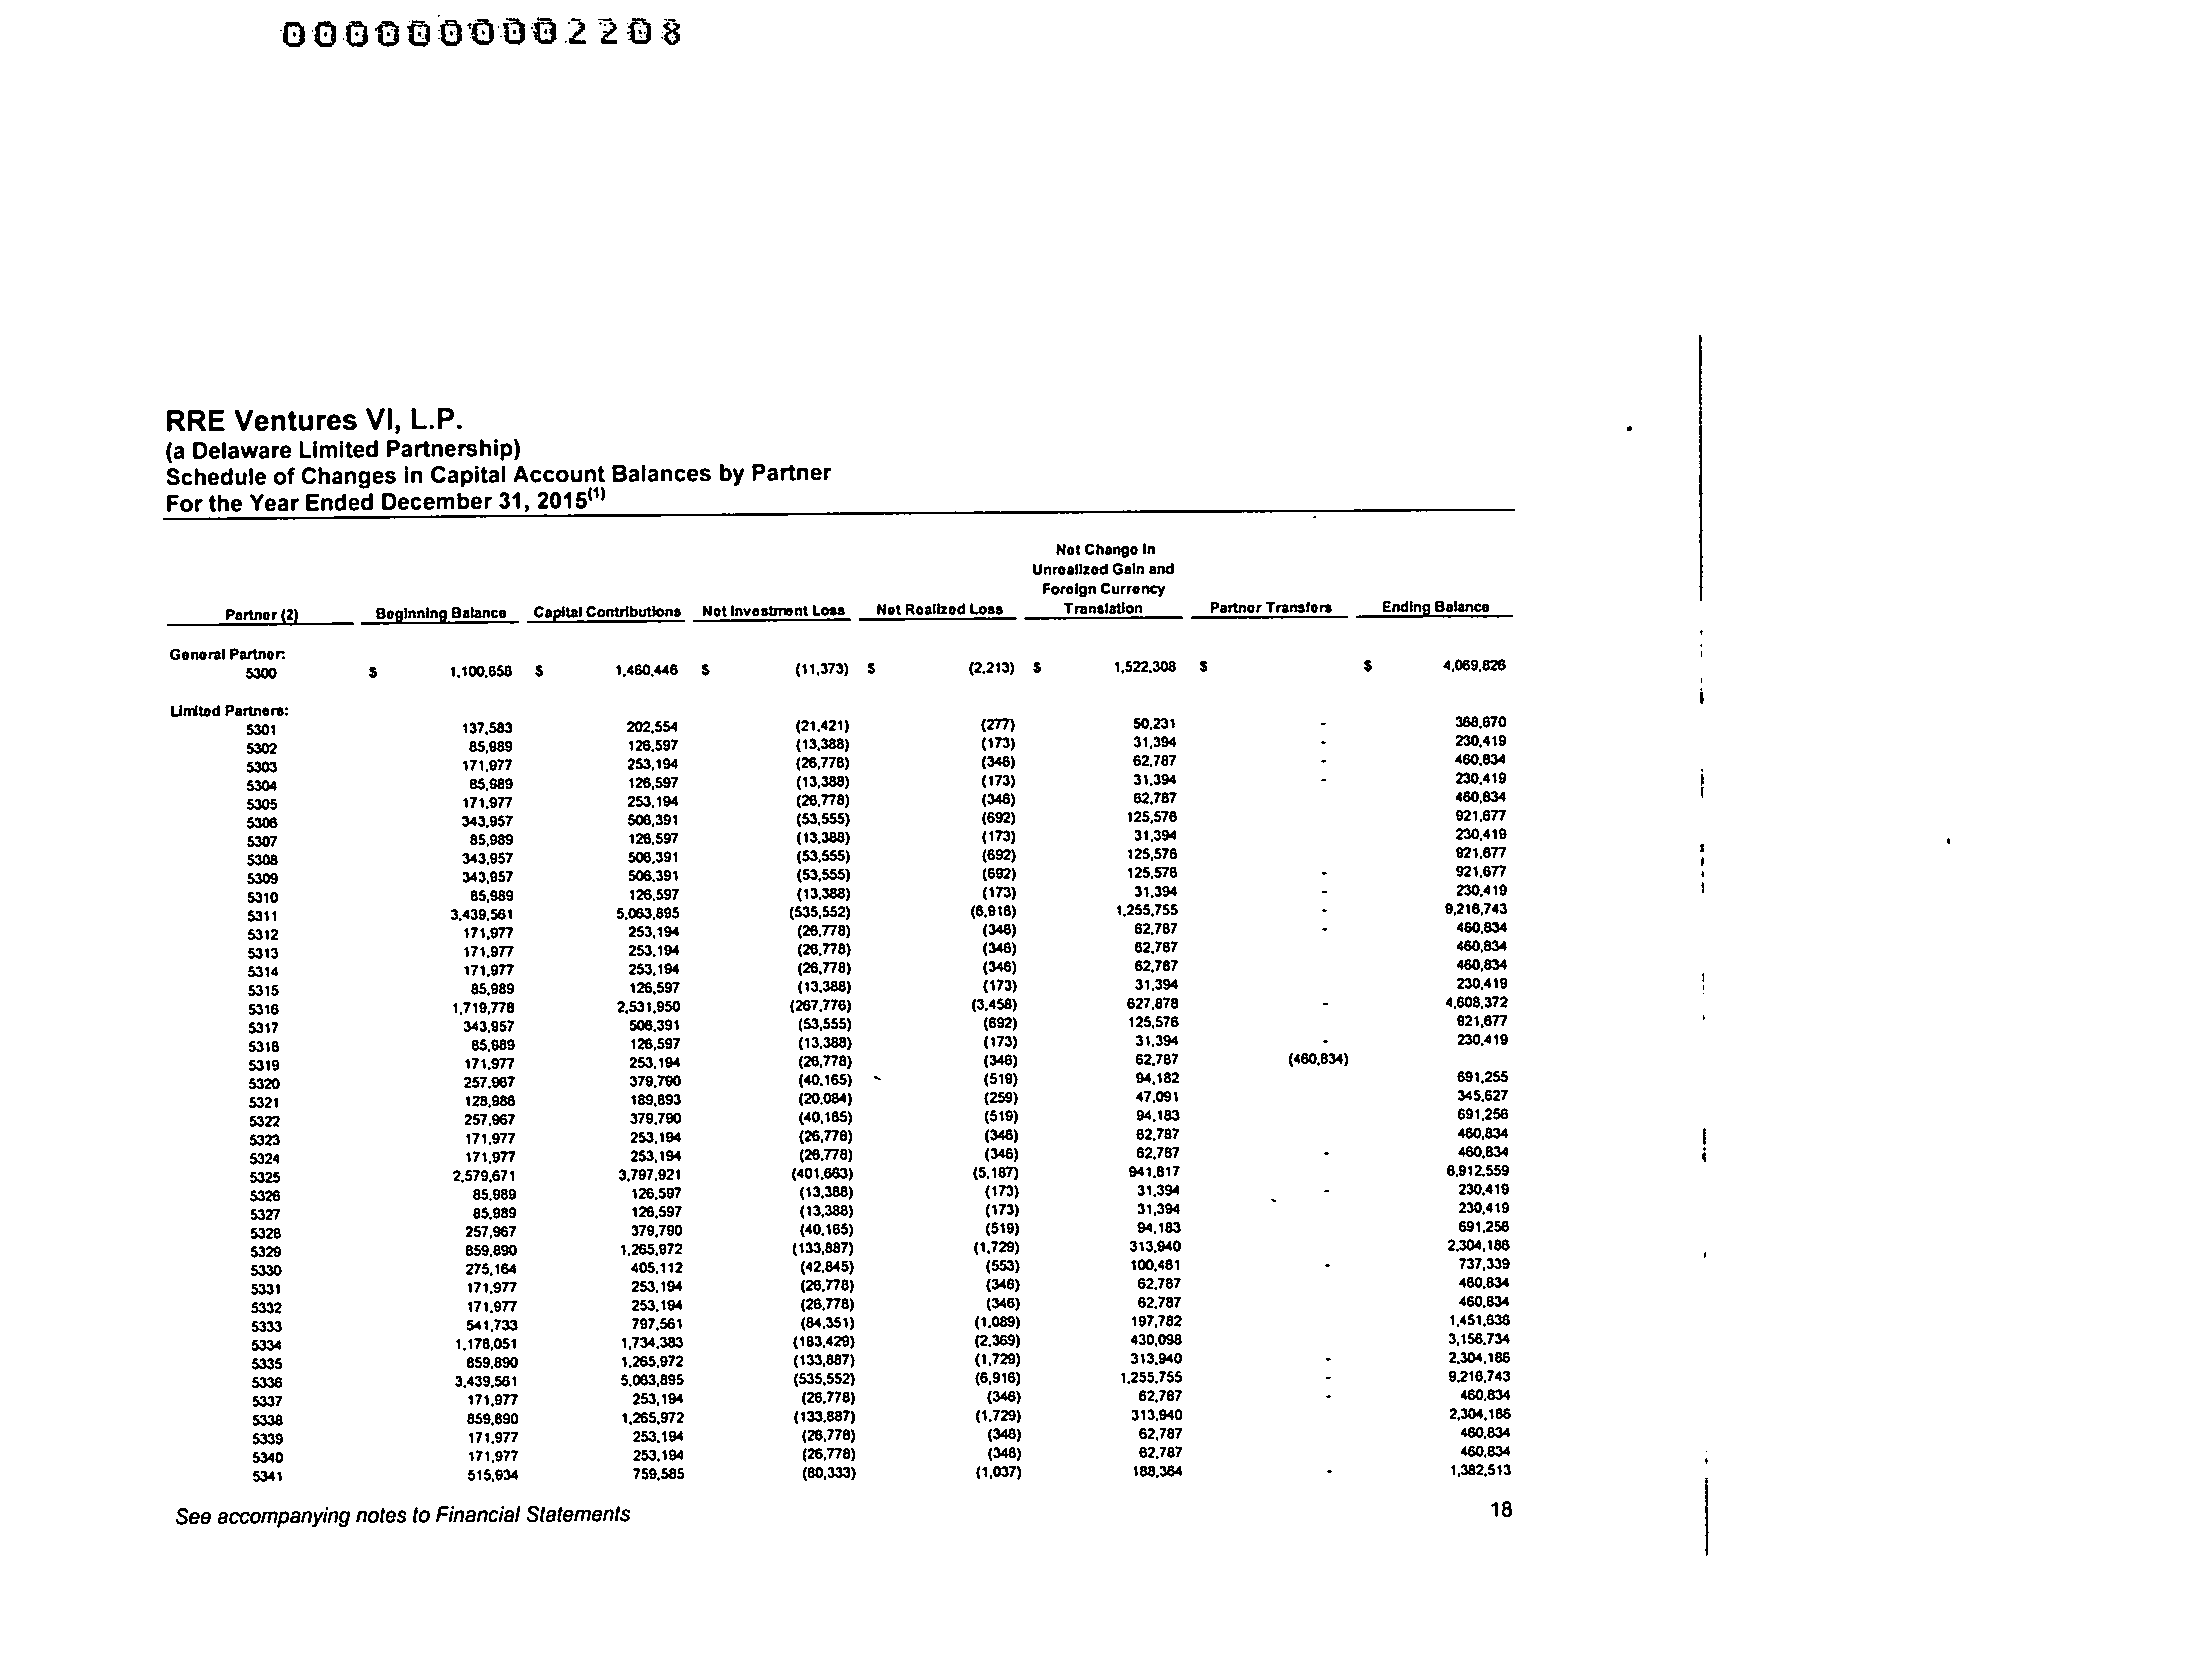 0000000002208
RRE Ventures VI, L.P.
(a Delaware Limited Partnership)
Schedule of Changes in Capital Account Balances by Partner
For the Year Ended December 31, 2015(1)
Net Change in
Unrealized Gain and
Foreign Currency
Partner (2) Beginning Balance Capital Contributions Net Investment Loss Net Realized Loss Translation Partner Transfers Ending Balance
General Partner:
5300 $ 1,100,658 $ 1,460,446 $ (11,373) $ (2,213) $ 1,522,308 $ $ 4,069,826
Limited Partners:
5301 137,583 202,554 (21,421) (277) 50,231 - 368,670
5302 85,989 126,597 (13,388) (173) 31,394 - 230,419
5303 171,977 253,194 (26,778) (346) 62,787 - 460,834
5304 85,989 126,597 (13,388) (173) 31,394 - 230,419
5305 171,977 253,194 (26,778) (346) 62,787 460,834
5306 343,957 506,391 (53,555) (692) 125,576 921,677
5307 85,989 126,597 (13,388) (173) 31,394 230,419
5308 343,957 506,391 (53,555) (692) 125,576 921,677
5309 343,957 506,391 (53,555) (692) 125,576 - 921,677
5310 85,989 126,597 (13,388) (173) 31,394 - 230,419
5311 3,439,561 5,063,895 (535,552) (6,916) 1,255,755 - 9,216,743
5312 171,977 253,194 (26,778) (346) 62,787 - 460,834
5313 171,977 253,194 (26,778) (346) 62,787 460,834
5314 171,977 253,194 (26,778) (346) 62,787 460,834
5315 85,989 126,597 (13,388) (173) 31,394 230,419
5316 1,719,778 2,531,950 (267,776) (3,458) 627,878 - 4,608,372
5317 343,957 506,391 (53,555) (692) 125,576 921,677
5318 85,989 126,597 (13,388) (173) 31,394 - 230,419
5319 171,977 253,194 (26,778) (346) 62,787 (460,834)
5320 257,967 379,790 (40,165) (519) 94,182 691,255
5321 128,986 189,893 (20,084) (259) 47,091 345,627
5322 257,967 379,790 (40,165) (519) 94,183 691,256
5323 171,977 253,194 (26,778) (346) 62,787 460,834
5324 171,977 253,194 (26,778) (346) 62,787 - 460,834
5325 2,579,671 3,797,921 (401,663) (5,187) 941,817 6,912,559
5326 85,989 126,597 (13,388) (173) 31,394 - 230,419
5327 85,989 126,597 (13,388) (173) 31,394 230,419
5328 257,967 379,790 (40,165) (519) 94,183 691,256
5329 859,890 1,265,972 (133,887) (1,729) 313,940 2,304,186
5330 275,164 405,112 (42,845) (553) 100,461 - 737,339
5331 171,977 253,194 (26,778) (346) 62,787 460,834
5332 171,977 253,194 (26,778) (346) 62,787 460,834
5333 541,733 797,561 (84,351) (1,089) 197,782 1,451,636
5334 1,178,051 1,734,383 (183,429) (2,369) 430,098 3,156,734
5335 859,890 1,265,972 (133,887) (1,729) 313,940 - 2,304,186
5336 3,439,561 5,063,895 (535,552) (6,916) 1,255,755 - 9,216,743
5337 171,977 253,194 (26,778) (346) 62,787 - 460,834
5338 859,890 1,265,972 (133,887) (1,729) 313,940 2,304,186
5339 171,977 253,194 (26,778) (346) 62,787 460,834
5340 171,977 253,194 (26,778) (346) 62,787 460,834
5341 515,934 759,585 (80,333) (1,037) 188,364 - 1,382,513
See accompanying notes to Financial Statements 18